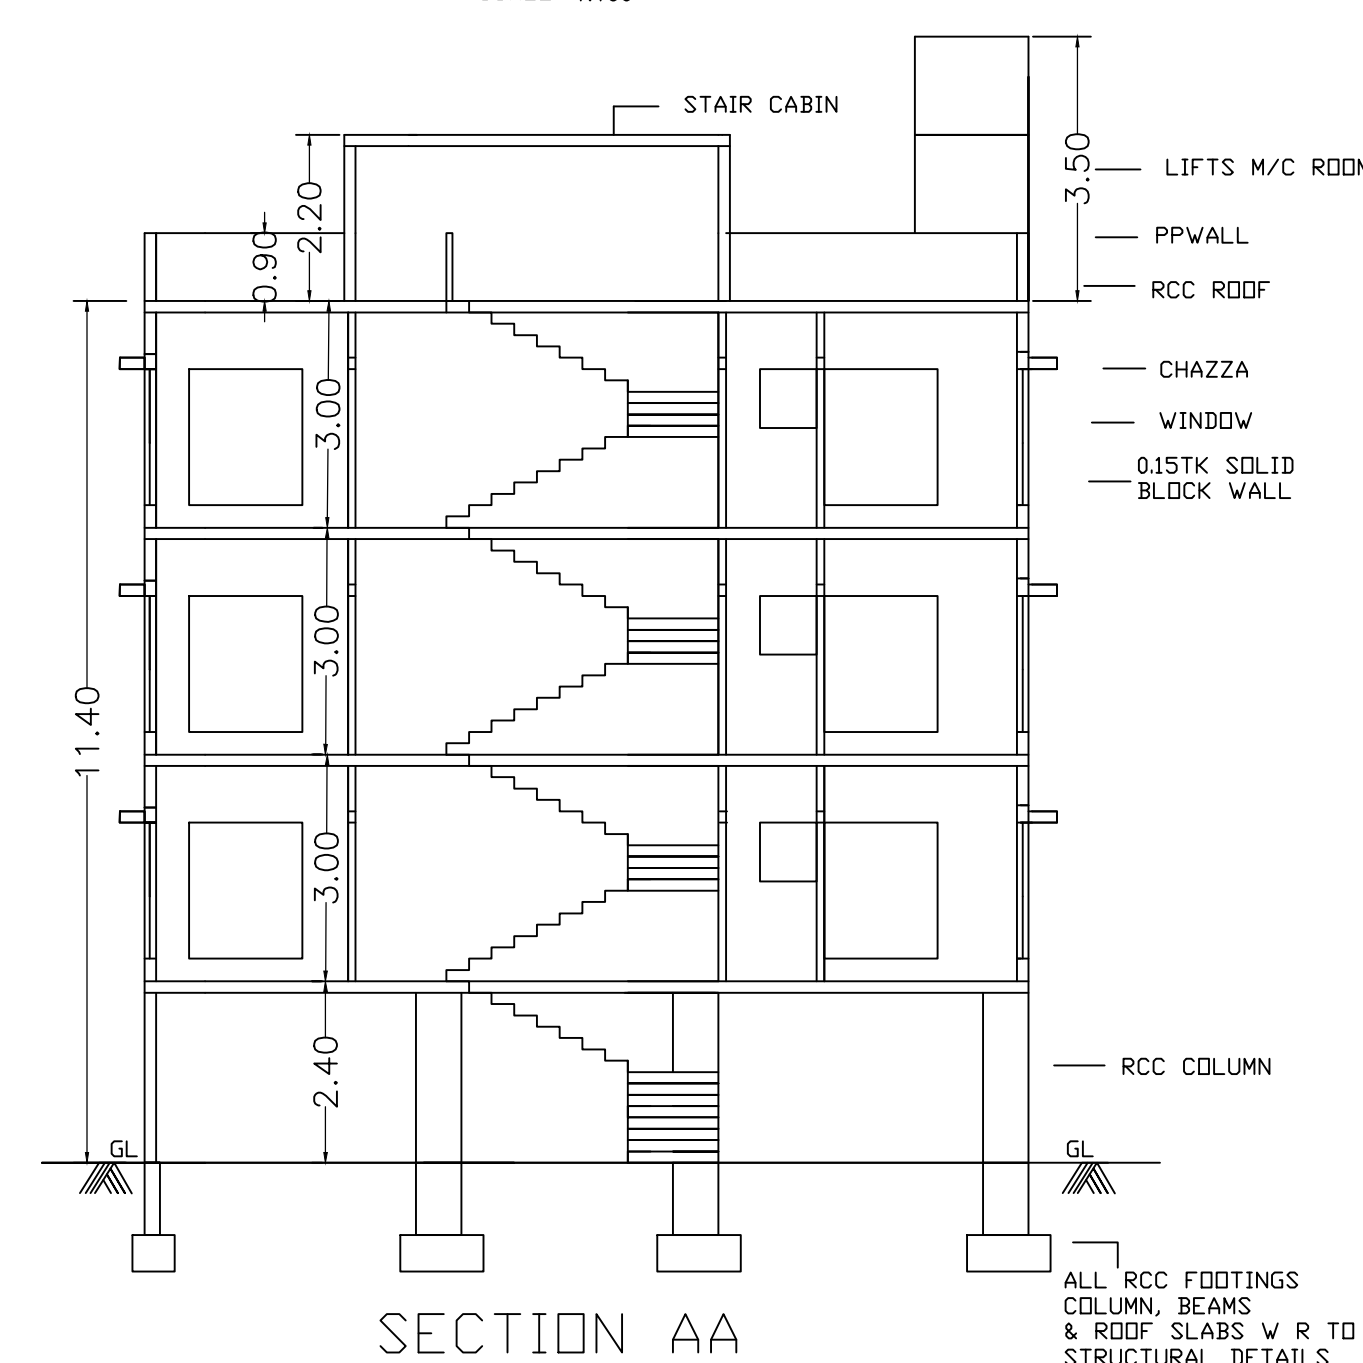 STAIR CABIN
3.50
LIFTS M/C ROOM
2.20
0.90
PPWALL
RCC ROOF
3.00
CHAZZA
WINDOW
0.15TK SOLID
BLOCK WALL
3.00
11.40
3.00
2.40
RCC COLUMN
GL
GL
ALL RCC FOOTINGS
COLUMN, BEAMS
& ROOF SLABS W R TO
STRUCTURAL DETAILS
SECTION AA